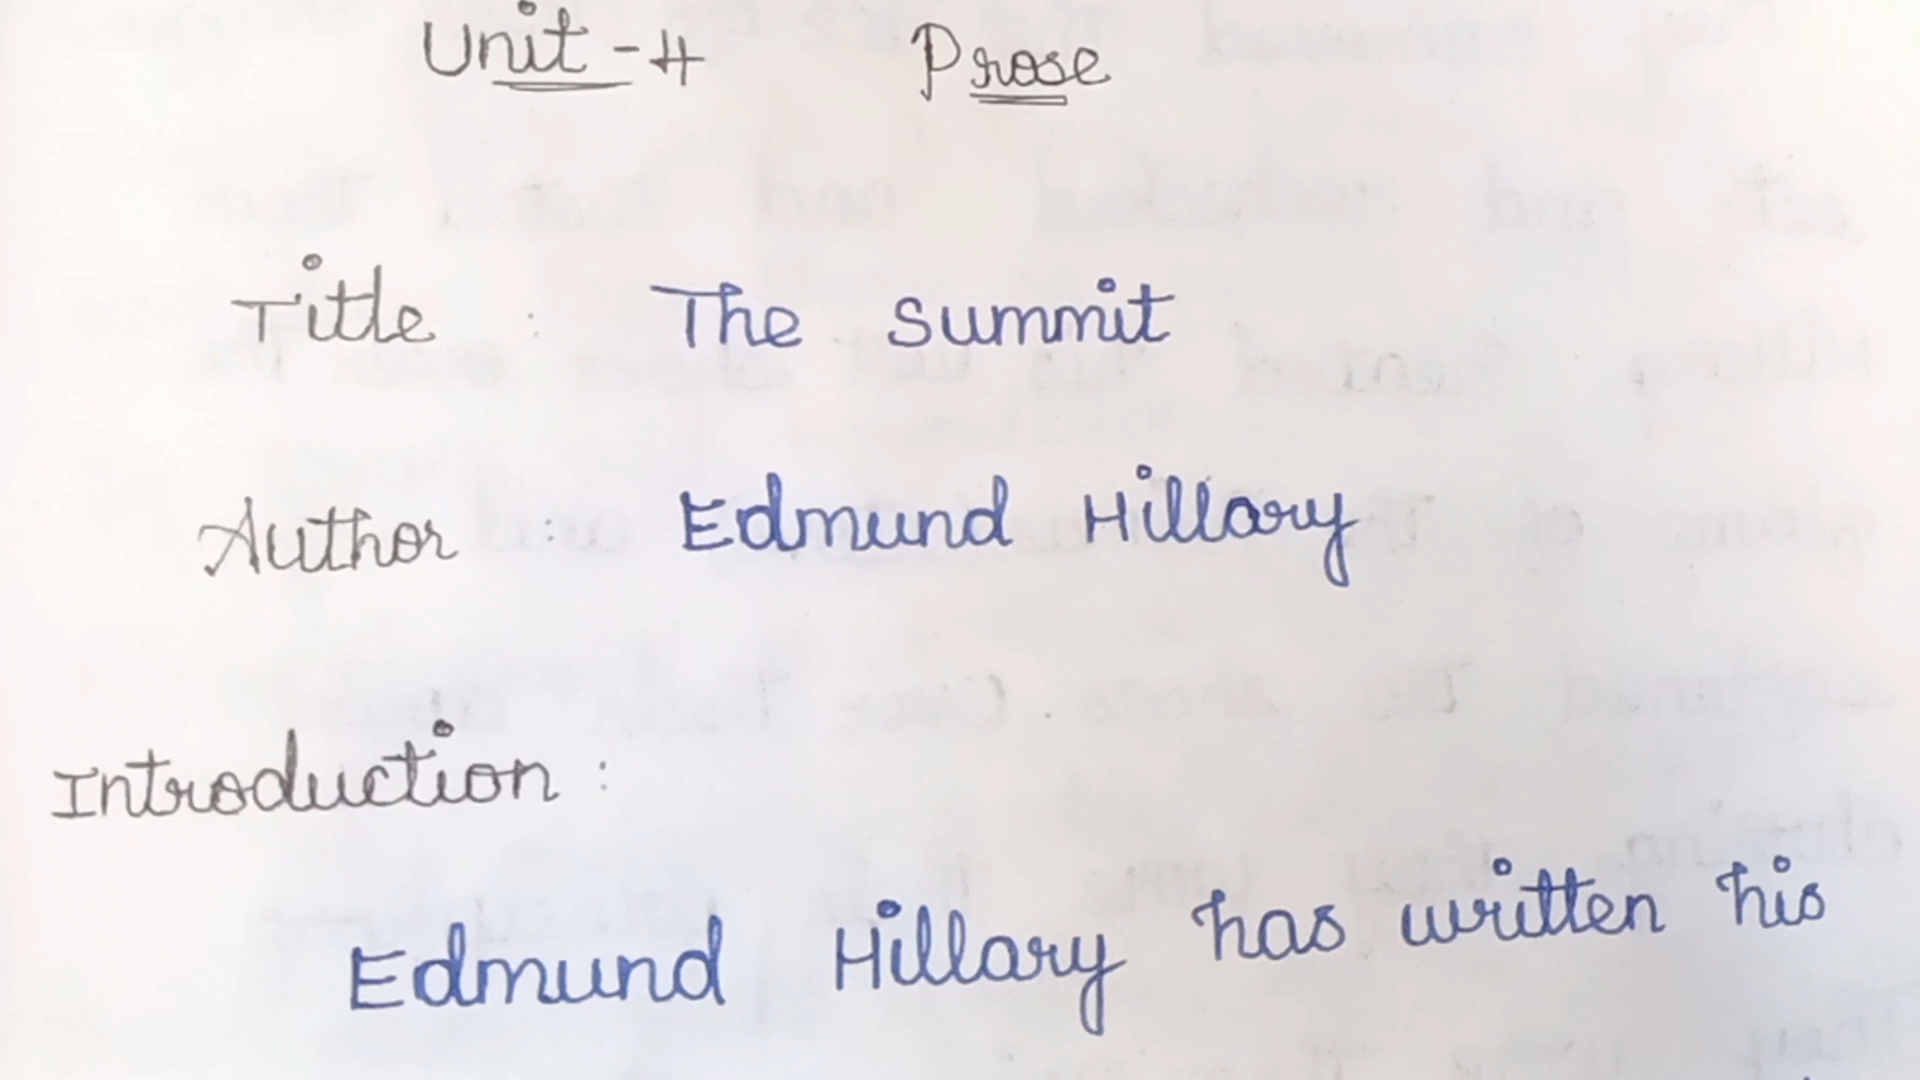 Unit - 4 Prose
Title : The Summit
Author : Edmund Hillary
Introduction :
Edmund Hillary has written his